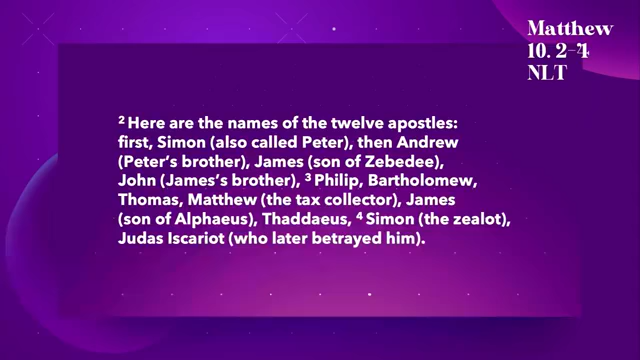 Matthew
10. 2-4
NLT
2 Here are the names of the twelve apostles:
first, Simon (also called Peter), then Andrew
(Peter's brother), James (son of Zebedee),
John (James's brother), 3 Philip, Bartholomew,
Thomas, Matthew (the tax collector), James
(son of Alphaeus), Thaddaeus, 4 Simon (the zealot),
Judas Iscariot (who later betrayed him).